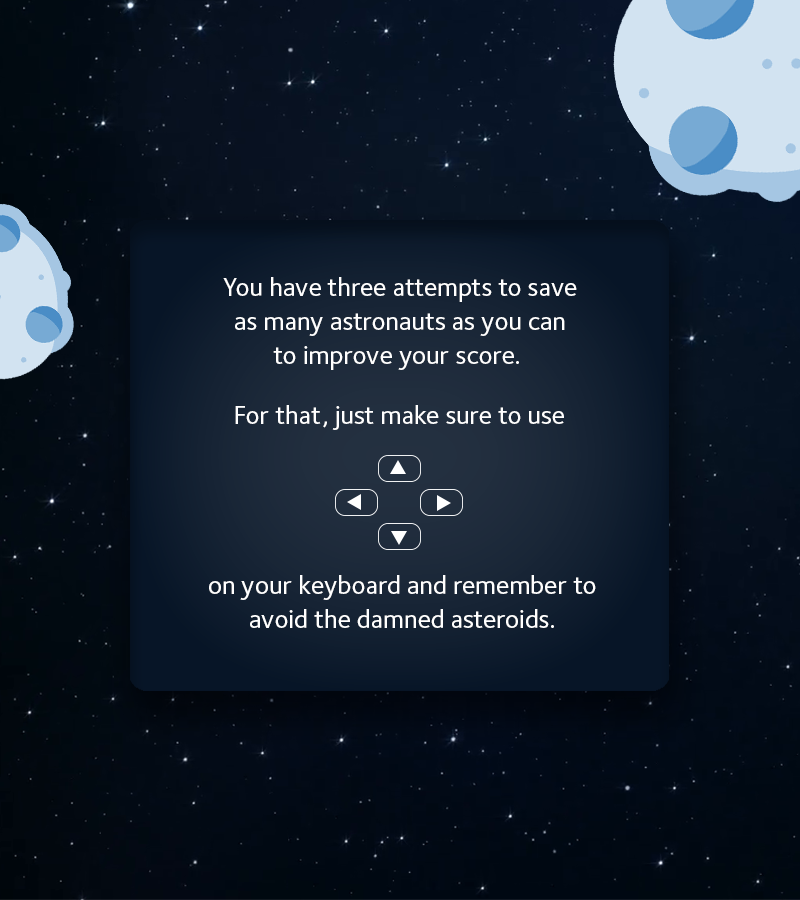 You have three attempts to save
as many astronauts as you can
to improve your score.
For that, just make sure to use
on your keyboard and remember to
avoid the damned asteroids.